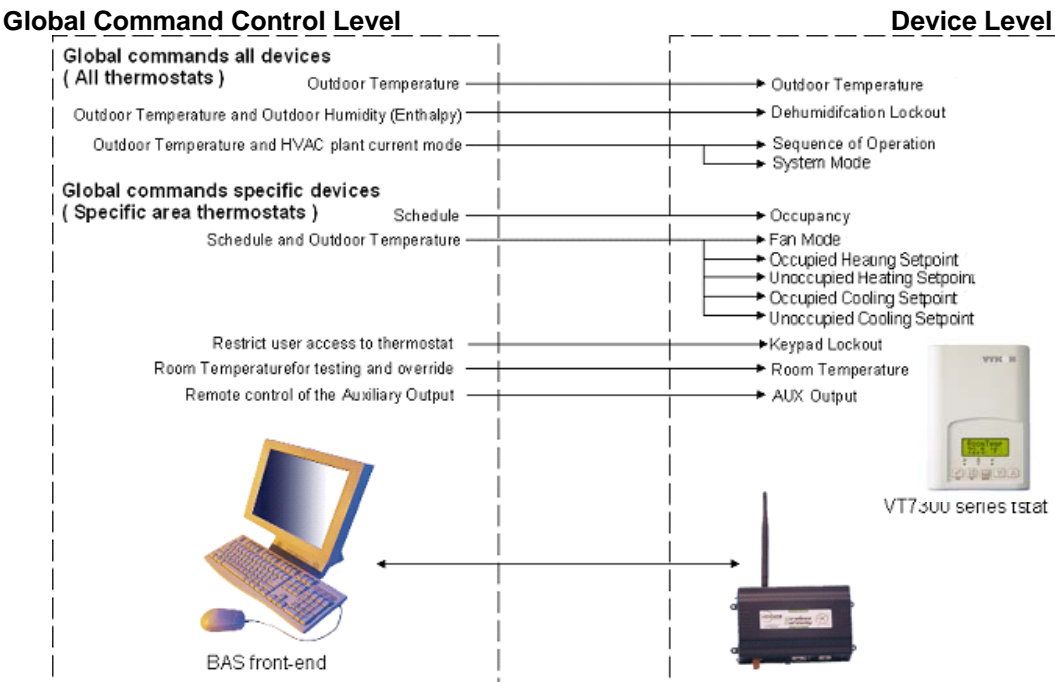 Global Command Control Level
Device Level
Global commands all devices
( All thermostats )
Outdoor Temperature
Outdoor Temperature
Outdoor Temperature and Outdoor Humidity (Enthalpy)
Dehumidifcation Lockout
Outdoor Temperature and HVAC plant current mode
Sequence of Operation
System Mode
Global commands specific devices
( Specific area thermostats )
Schedule
Occupancy
Schedule and Outdoor Temperature
Fan Mode
Occupied Heating Setpoint
Unoccupied Heating Setpoint
Occupied Cooling Setpoint
Unoccupied Cooling Setpoint
Restrict user access to thermostat
Keypad Lockout
Room Temperaturefor testing and override
Room Temperature
Remote control of the Auxiliary Output
AUX Output
RoomTemp
VT7300 series tstat
BAS front-end